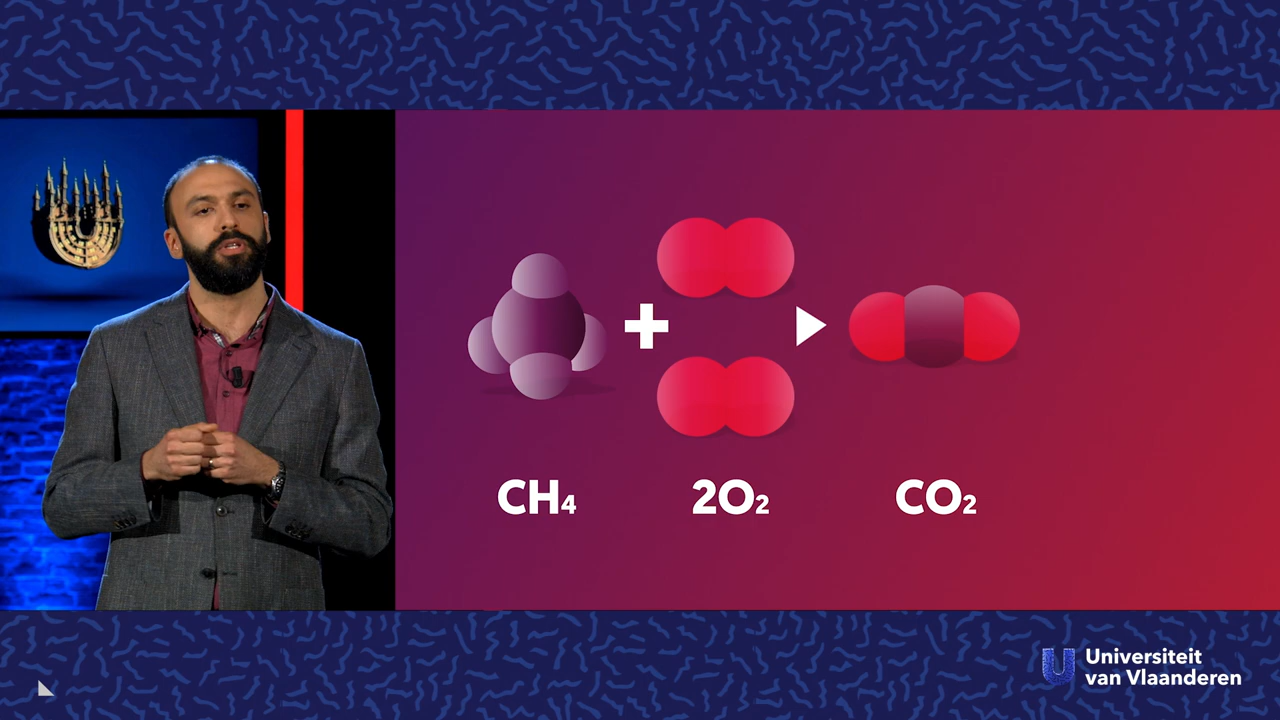 CH₄ 2O₂ CO₂
Universiteit
van Vlaanderen